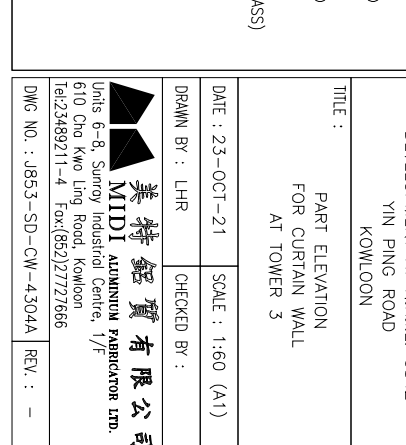 ASS)
YIN PING ROAD
KOWLOON
TITLE :
PART ELEVATION
FOR CURTAIN WALL
AT TOWER 3
DATE : 23-OCT-21
SCALE : 1:60 (A1)
DRAWN BY : LHR
CHECKED BY :
美特鋁質有限公司
MIDI ALUMINIUM FABRICATOR LTD.
Units 6-8, Sunray Industrial Centre, 1/F
610 Cha Kwo Ling Road, Kowloon
Tel:23489211-4 Fax:(852)27727666
DWG NO. : J853-SD-CW-4304A
REV. : -